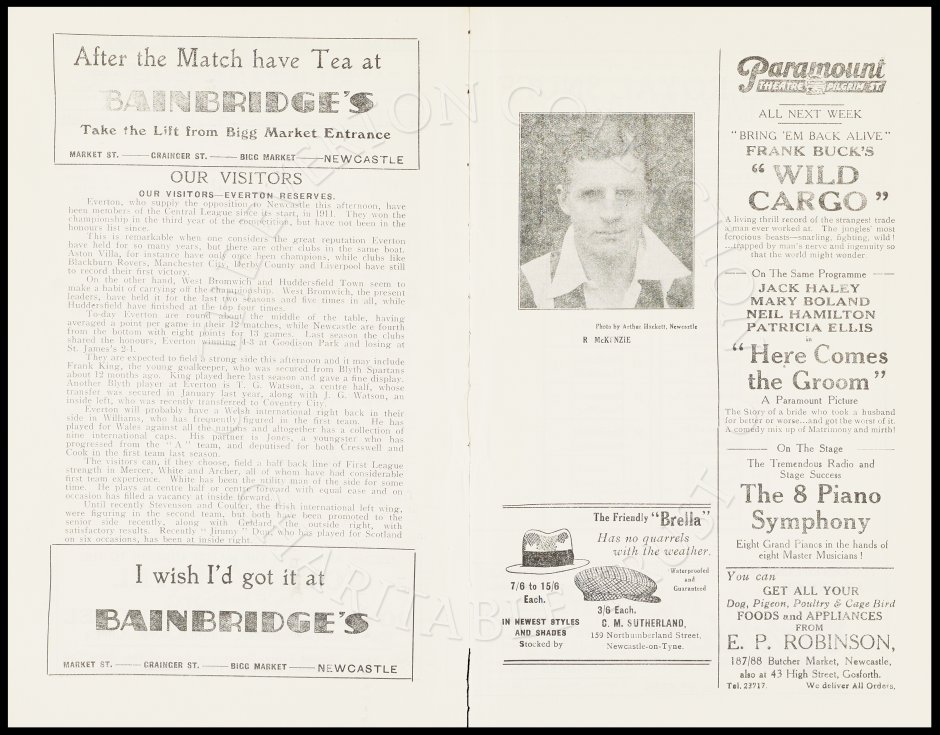 After the Match have Tea at
BAINBRIDGE'S
Take the Lift from Bigg Market Entrance
MARKET ST. —— GRAINGER ST. —— BIGG MARKET —— NEWCASTLE
OUR VISITORS
OUR VISITORS—EVERTON RESERVES.
Everton, who supply the opposition to Newcastle this afternoon, have
been members of the Central League since its start, in 1911. They won the
championship in the third year of the competition, but have not been in the
honours list since.
This is remarkable when one considers the great reputation Everton
have held for so many years, but there are other clubs in the same boat.
Aston Villa, for instance have only once been champions, while clubs like
Blackburn Rovers, Manchester City, Derby County and Liverpool have still
to record their first victory.
On the other hand, West Bromwich and Huddersfield Town seem to
make a habit of carrying off the championship. West Bromwich, the present
leaders, have held it for the last two seasons and five times in all, while
Huddersfield have finished at the top four times.
To-day Everton are round about the middle of the table, having
averaged a point per game in their 12 matches, while Newcastle are fourth
from the bottom with eight points for 13 games. Last season the clubs
shared the honours, Everton winning 4-3 at Goodison Park and losing at
St. James's 2-1.
They are expected to field a strong side this afternoon and it may include
Frank King, the young goalkeeper, who was secured from Blyth Spartans
about 12 months ago. King played here last season and gave a fine display.
Another Blyth player at Everton is T. G. Watson, a centre half, whose
transfer was secured in January last year, along with J. G. Watson, an
inside left, who was recently transferred to Coventry City.
Everton will probably have a Welsh international right back in their
side in Williams, who has frequently figured in the first team. He has
played for Wales against all the nations and altogether has a collection of
nine international caps. His partner is Jones, a youngster who has
progressed from the "A" team, and deputised for both Cresswell and
Cook in the first team last season.
The visitors can, if they choose, field a half back line of First League
strength in Mercer, White and Archer, all of whom have had considerable
first team experience. White has been the utility man of the side for some
time. He plays at centre half or centre forward with equal ease and on
occasion has filled a vacancy at inside forward.
Until recently Stevenson and Coulter, the Irish international left wing,
were figuring in the second team, but both have been promoted to the
senior side recently, along with Geldard, the outside right, with
satisfactory results. Recently "Jimmy" Dunn, who has played for Scotland
on six occasions, has been at inside right.
I wish I'd got it at
BAINBRIDGE'S
MARKET ST. —— GRAINGER ST. —— BIGG MARKET —— NEWCASTLE
Photo by Arthur Hackett, Newcastle
R McKENZIE
The Friendly "Brella"
Has no quarrels
with the weather.
7/6 to 15/6
Each.
Waterproofed
and
Guaranteed
3/6 Each.
IN NEWEST STYLES
AND SHADES
Stocked by
C. M. SUTHERLAND,
159 Northumberland Street,
Newcastle-on-Tyne.
Paramount
THEATRE PILGRIM ST.
ALL NEXT WEEK
"BRING 'EM BACK ALIVE"
FRANK BUCK'S
"WILD
CARGO"
A living thrill record of the strangest trade
a man ever worked at. The jungles' most
ferocious beasts—snarling, fighting, wild!
...trapped by man's nerve and ingenuity so
that the world might wonder.
On The Same Programme
JACK HALEY
MARY BOLAND
NEIL HAMILTON
PATRICIA ELLIS
in
"Here Comes
the Groom"
A Paramount Picture
The Story of a bride who took a husband
for better or worse...and got the worst of it.
A comedy mix up of Matrimony and mirth!
On The Stage
The Tremendous Radio and
Stage Success
The 8 Piano
Symphony
Eight Grand Pianos in the hands of
eight Master Musicians!
You can
GET ALL YOUR
Dog, Pigeon, Poultry & Cage Bird
FOODS and APPLIANCES
FROM
E. P. ROBINSON,
187/88 Butcher Market, Newcastle,
also at 43 High Street, Gosforth.
Tel. 23717. We deliver All Orders.